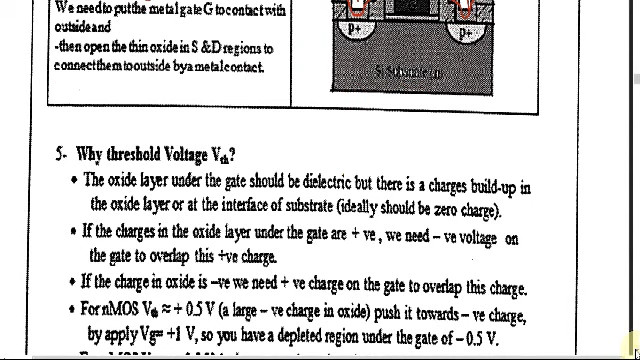 We need to put the metal gate G to contact with
outside and
-then open the thin oxide in S & D regions to
connect them to outside by a metal contact.
P+
P+
Si Substrate (n)
5- Why threshold Voltage Vth?
• The oxide layer under the gate should be dielectric but there is a charges build-up in
the oxide layer or at the interface of substrate (ideally should be zero charge).
• If the charges in the oxide layer under the gate are + ve , we need – ve voltage on
the gate to overlap this +ve charge.
• If the charge in oxide is –ve we need + ve charge on the gate to overlap this charge.
• For nMOS Vth ≈ + 0.5 V (a large – ve charge in oxide) push it towards – ve charge,
by apply Vg= +1 V, so you have a depleted region under the gate of – 0.5 V.